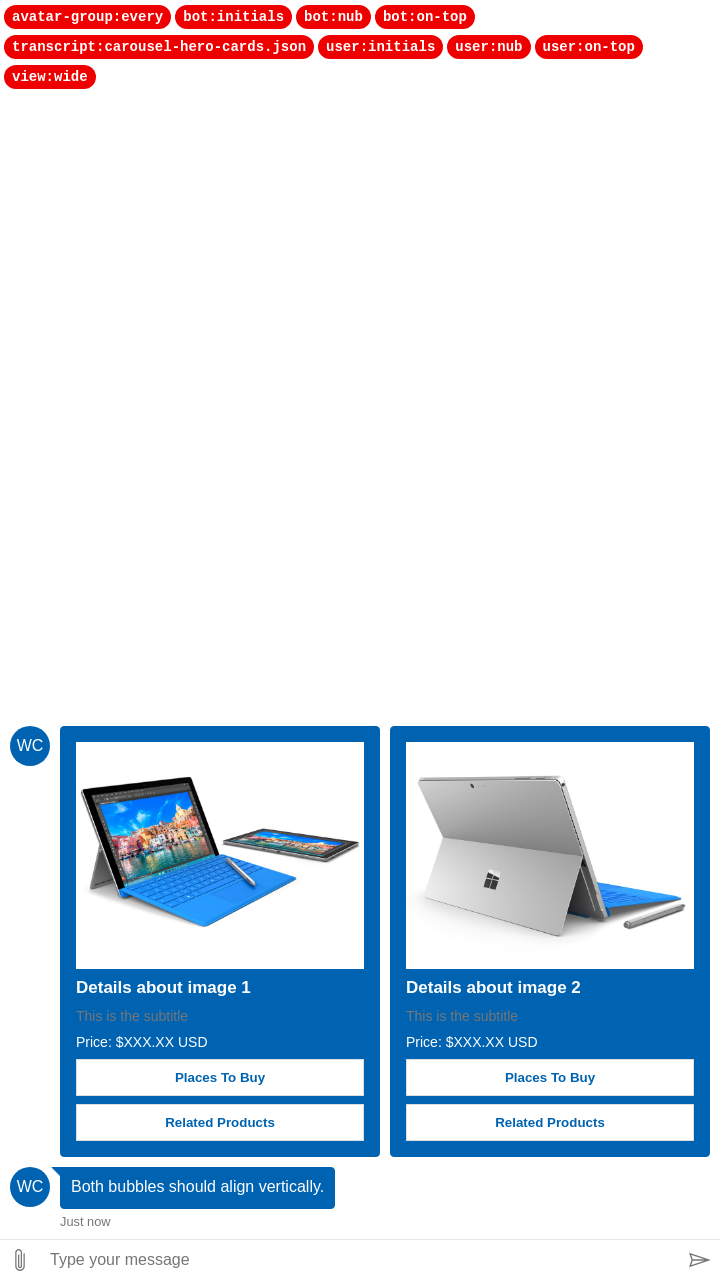 avatar-group:every bot:initials bot:nub bot:on-top
transcript:carousel-hero-cards.json user:initials user:nub user:on-top
view:wide
WC
Details about image 1
This is the subtitle
Price: $XXX.XX USD
Places To Buy
Related Products
Details about image 2
This is the subtitle
Price: $XXX.XX USD
Places To Buy
Related Products
WC
Both bubbles should align vertically.
Just now
Type your message